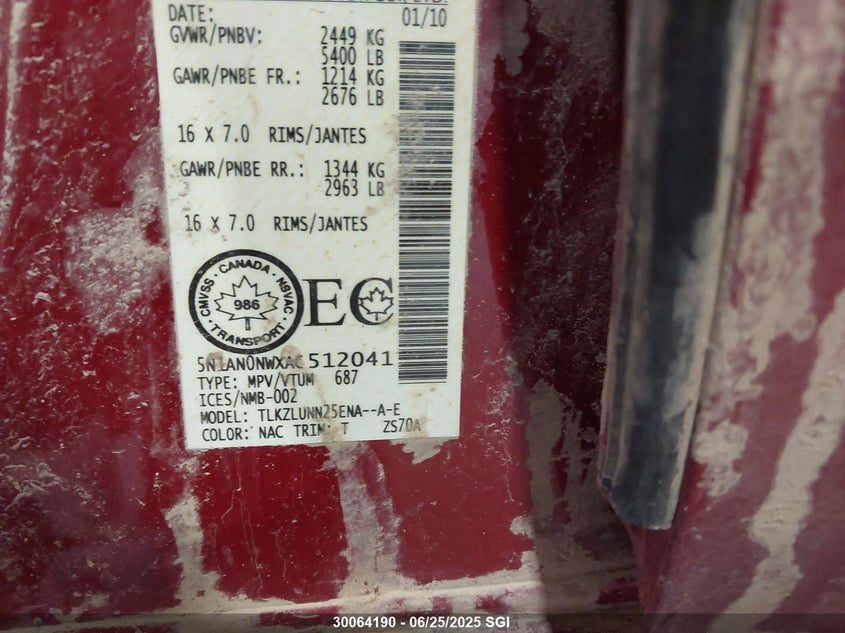 DATE: 01/10
GVWR/PNBV: 2449 KG
5400 LB
GAWR/PNBE FR.: 1214 KG
2676 LB
16 X 7.0 RIMS/JANTES
GAWR/PNBE RR.: 1344 KG
2963 LB
16 X 7.0 RIMS/JANTES
CANADA · NSVAC
CMVSS ·
986
TRANSPORT
EC
5N1AN0NWXAC512041
TYPE: MPV/VTUM 687
ICES/NMB-002
MODEL: TLKZLUNN25ENA--A-E
COLOR: NAC TRIM: T ZS70A
30064190 - 06/25/2025 SGI